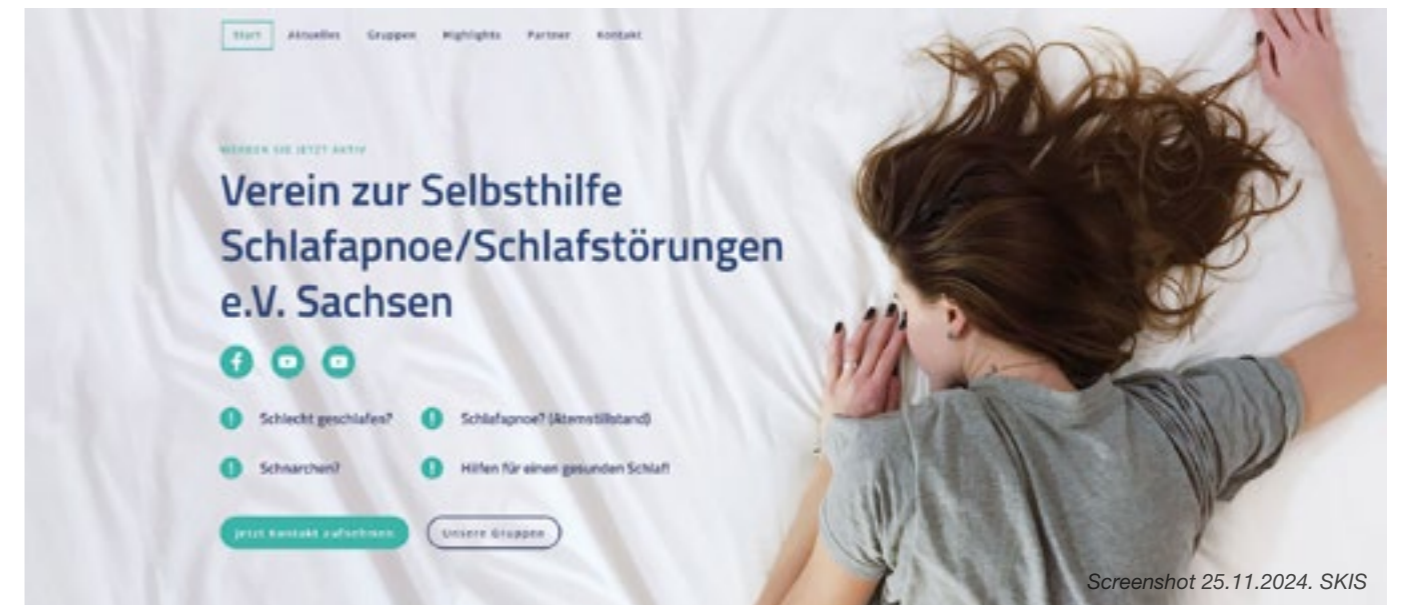 Start Aktuelles Gruppen Highlights Partner Kontakt
WERDEN SIE JETZT AKTIV
Verein zur Selbsthilfe
Schlafapnoe/Schlafstörungen
e.V. Sachsen
Schlecht geschlafen? Schlafapnoe? (Atemstillstand)
Schnarchen? Hilfen für einen gesunden Schlaf!
Jetzt Kontakt aufnehmen Unsere Gruppen
Screenshot 25.11.2024. SKIS